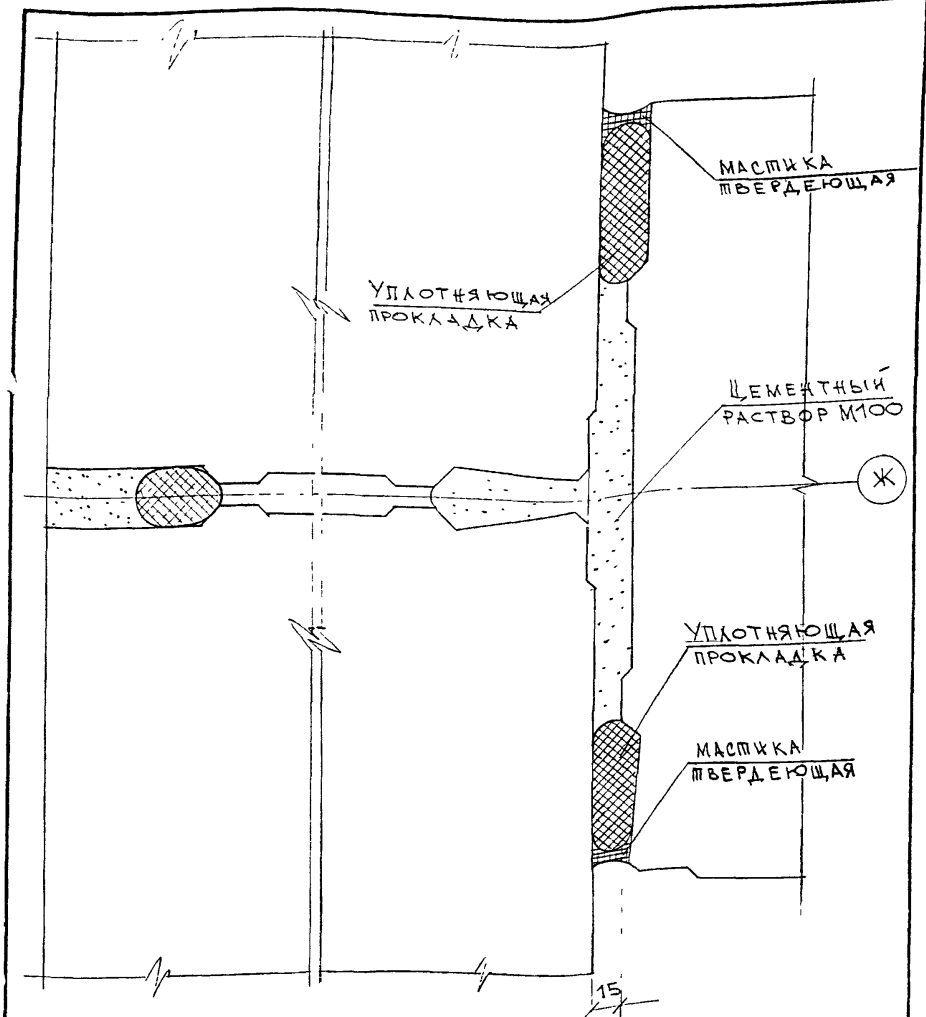 МАСТИКА
ТВЕРДЕЮЩАЯ
УПЛОТНЯЮЩАЯ
ПРОКЛАДКА
ЦЕМЕНТНЫЙ
РАСТВОР М100
Ж
УПЛОТНЯЮЩАЯ
ПРОКЛАДКА
МАСТИКА
ТВЕРДЕЮЩАЯ
15